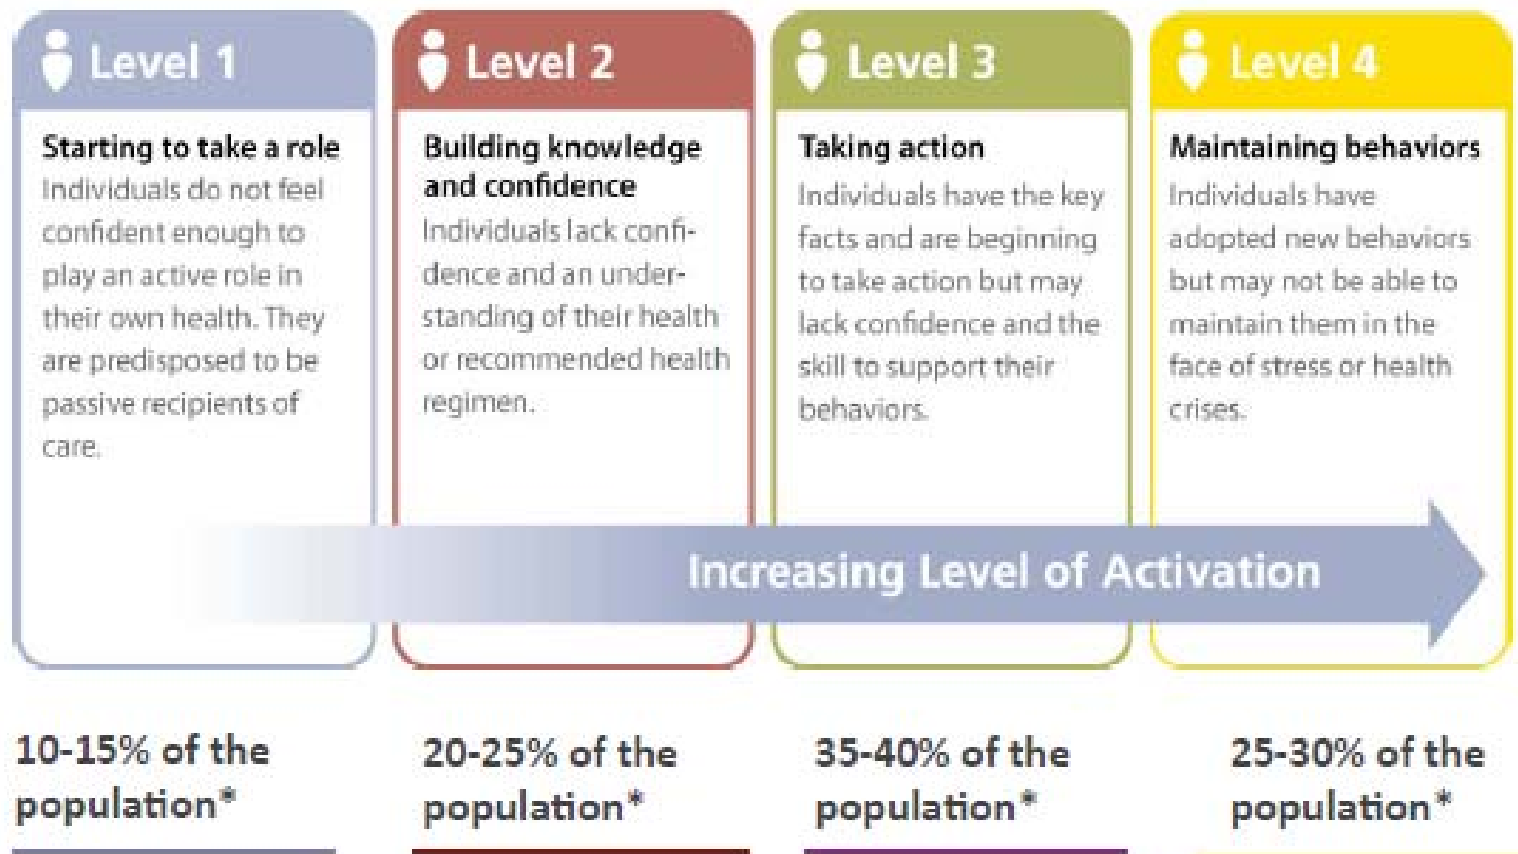 Level 1
Starting to take a role
Individuals do not feel
confident enough to
play an active role in
their own health. They
are predisposed to be
passive recipients of
care.
Level 2
Building knowledge
and confidence
Individuals lack confi-
dence and an under-
standing of their health
or recommended health
regimen.
Level 3
Taking action
Individuals have the key
facts and are beginning
to take action but may
lack confidence and the
skill to support their
behaviors.
Level 4
Maintaining behaviors
Individuals have
adopted new behaviors
but may not be able to
maintain them in the
face of stress or health
crises.
Increasing Level of Activation
10-15% of the
population*
20-25% of the
population*
35-40% of the
population*
25-30% of the
population*